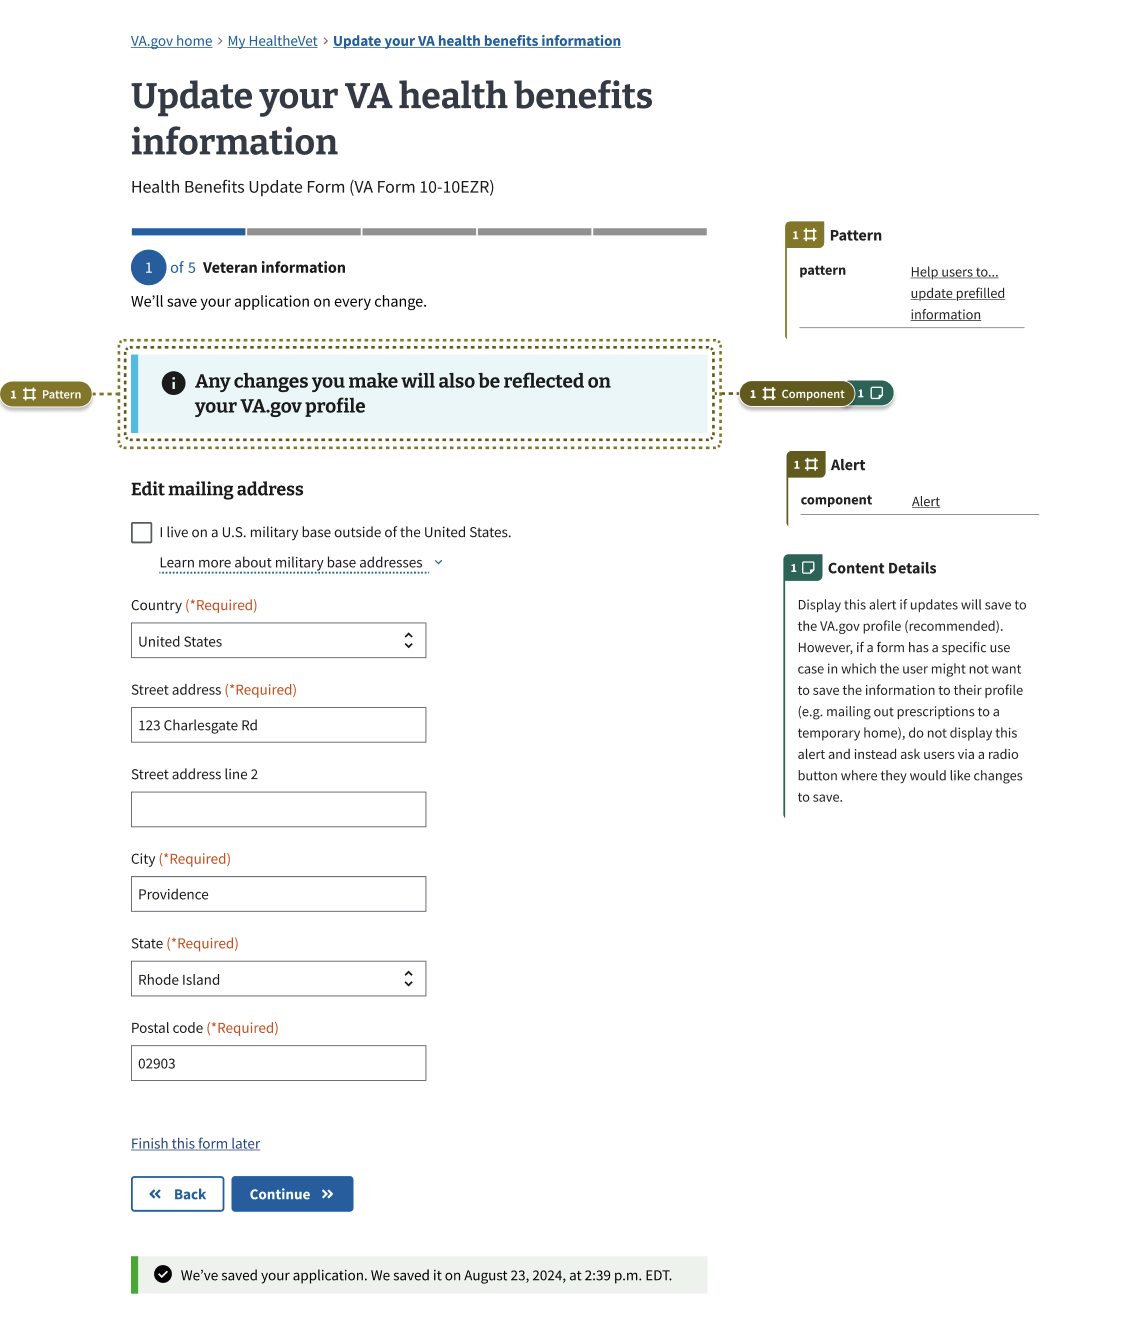 VA.gov home › My HealtheVet › Update your VA health benefits information
Update your VA health benefits
information
Health Benefits Update Form (VA Form 10-10EZR)
1 of 5 Veteran information
We’ll save your application on every change.
1 Pattern
Any changes you make will also be reflected on
your VA.gov profile
1 Component 1
Edit mailing address
I live on a U.S. military base outside of the United States.
Learn more about military base addresses
Country (*Required)
United States
Street address (*Required)
123 Charlesgate Rd
Street address line 2
City (*Required)
Providence
State (*Required)
Rhode Island
Postal code (*Required)
02903
Finish this form later
Back
Continue
We’ve saved your application. We saved it on August 23, 2024, at 2:39 p.m. EDT.
1 Pattern
pattern Help users to...
update prefilled
information
1 Alert
component Alert
1 Content Details
Display this alert if updates will save to
the VA.gov profile (recommended).
However, if a form has a specific use
case in which the user might not want
to save the information to their profile
(e.g. mailing out prescriptions to a
temporary home), do not display this
alert and instead ask users via a radio
button where they would like changes
to save.